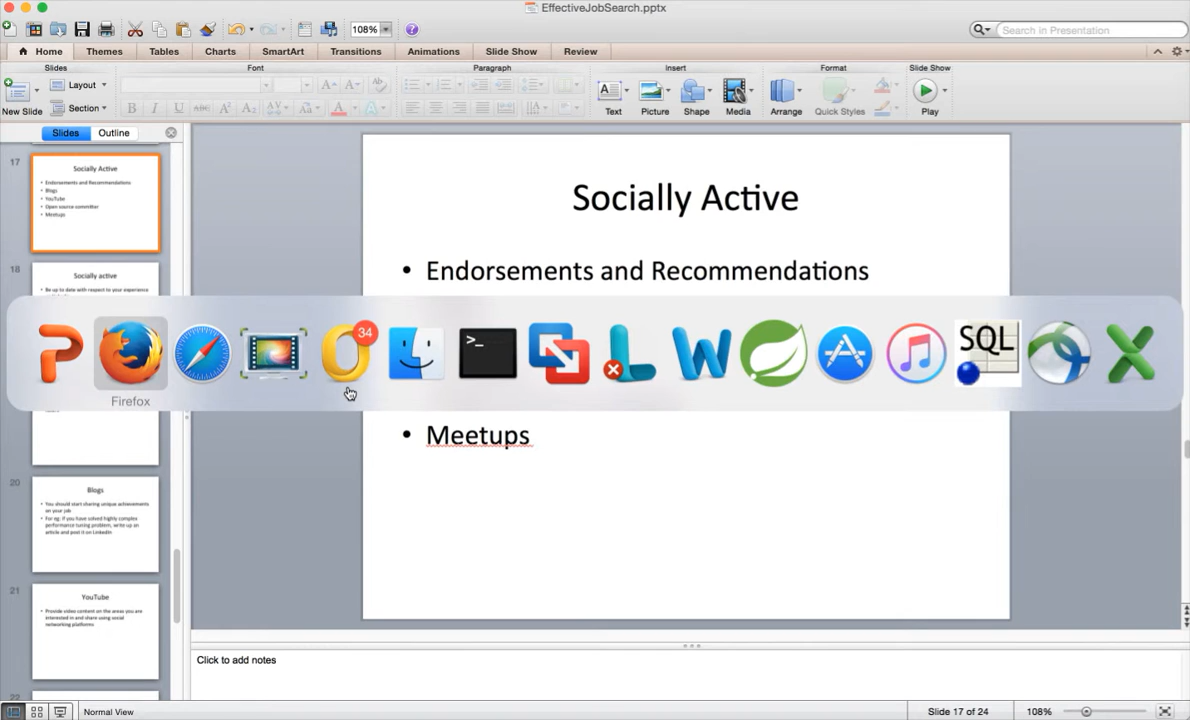 EffectiveJobSearch.pptx
108%
Search in Presentation
Home Themes Tables Charts SmartArt Transitions Animations Slide Show Review
Slides Font Paragraph Insert Format Slide Show
Layout
Section
New Slide
B I U ABC A² A₂ AV Aa A A
Text Picture Shape Media Arrange Quick Styles Play
Slides Outline
17
Socially Active
• Endorsements and Recommendations
• Blogs
• YouTube
• Open source committer
• Meetups
18
Socially active
• Be up to date with respect to your experience
20
Blogs
• You should start sharing unique achievements
on your job
• For eg: if you have solved highly complex
performance tuning problem, write up an
article and post it on LinkedIn
21
YouTube
• Provide video content on the areas you are
interested in and share using social
networking platforms
22
Socially Active
• Endorsements and Recommendations
34
>_
SQL
Firefox
• Meetups
Click to add notes
Normal View
Slide 17 of 24
108%